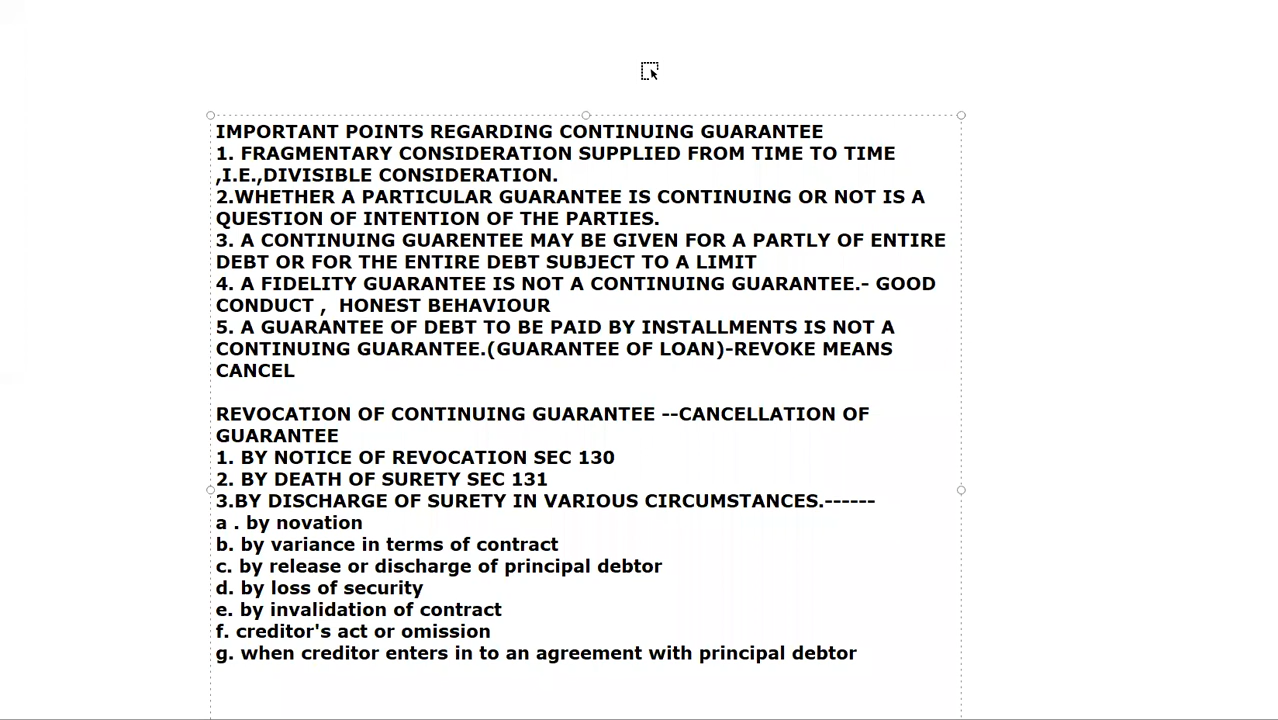 IMPORTANT POINTS REGARDING CONTINUING GUARANTEE
1. FRAGMENTARY CONSIDERATION SUPPLIED FROM TIME TO TIME
,I.E.,DIVISIBLE CONSIDERATION.
2.WHETHER A PARTICULAR GUARANTEE IS CONTINUING OR NOT IS A
QUESTION OF INTENTION OF THE PARTIES.
3. A CONTINUING GUARENTEE MAY BE GIVEN FOR A PARTLY OF ENTIRE
DEBT OR FOR THE ENTIRE DEBT SUBJECT TO A LIMIT
4. A FIDELITY GUARANTEE IS NOT A CONTINUING GUARANTEE.- GOOD
CONDUCT ,  HONEST BEHAVIOUR
5. A GUARANTEE OF DEBT TO BE PAID BY INSTALLMENTS IS NOT A
CONTINUING GUARANTEE.(GUARANTEE OF LOAN)-REVOKE MEANS
CANCEL
REVOCATION OF CONTINUING GUARANTEE --CANCELLATION OF
GUARANTEE
1. BY NOTICE OF REVOCATION SEC 130
2. BY DEATH OF SURETY SEC 131
3.BY DISCHARGE OF SURETY IN VARIOUS CIRCUMSTANCES.------
a . by novation
b. by variance in terms of contract
c. by release or discharge of principal debtor
d. by loss of security
e. by invalidation of contract
f. creditor's act or omission
g. when creditor enters in to an agreement with principal debtor